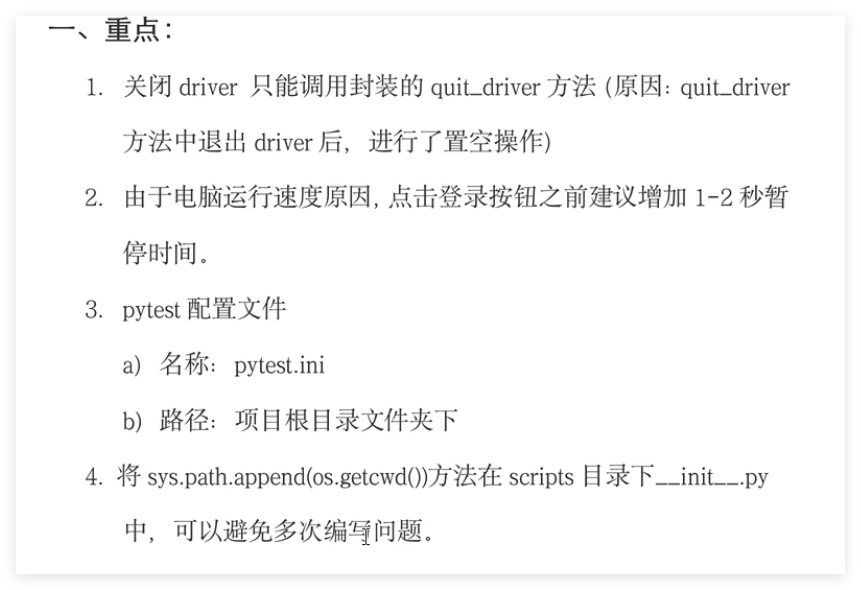 一、重点：
1. 关闭 driver 只能调用封装的 quit_driver 方法（原因：quit_driver
方法中退出 driver 后，进行了置空操作）
2. 由于电脑运行速度原因，点击登录按钮之前建议增加 1-2 秒暂
停时间。
3. pytest 配置文件
a) 名称：pytest.ini
b) 路径：项目根目录文件夹下
4. 将 sys.path.append(os.getcwd())方法在 scripts 目录下__init__.py
中，可以避免多次编写问题。